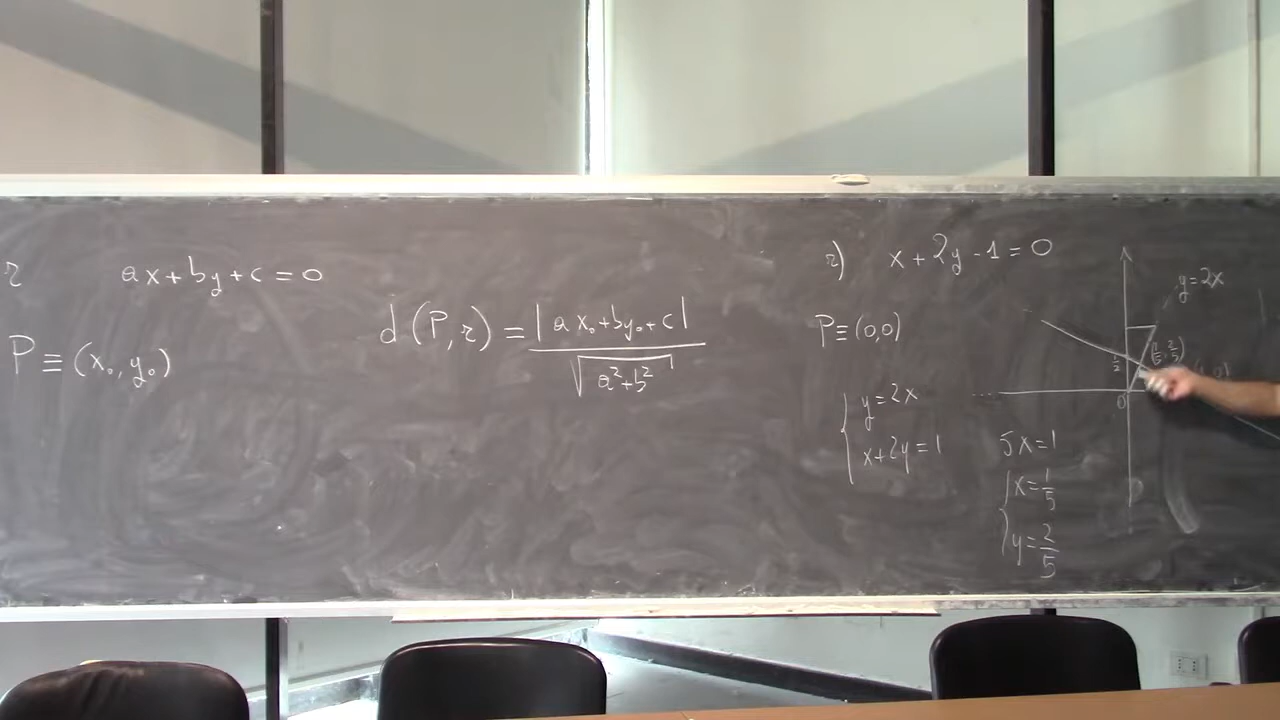 r
ax+by+c=0
P≡(x₀,y₀)
d(P,r)=|ax₀+by₀+c|
√a²+b²
r) x+2y-1=0
P≡(0,0)
{ y=2x
x+2y=1
5x=1
{ x=1/5
y=2/5
y=2x
1/2
(1/5,2/5)
0